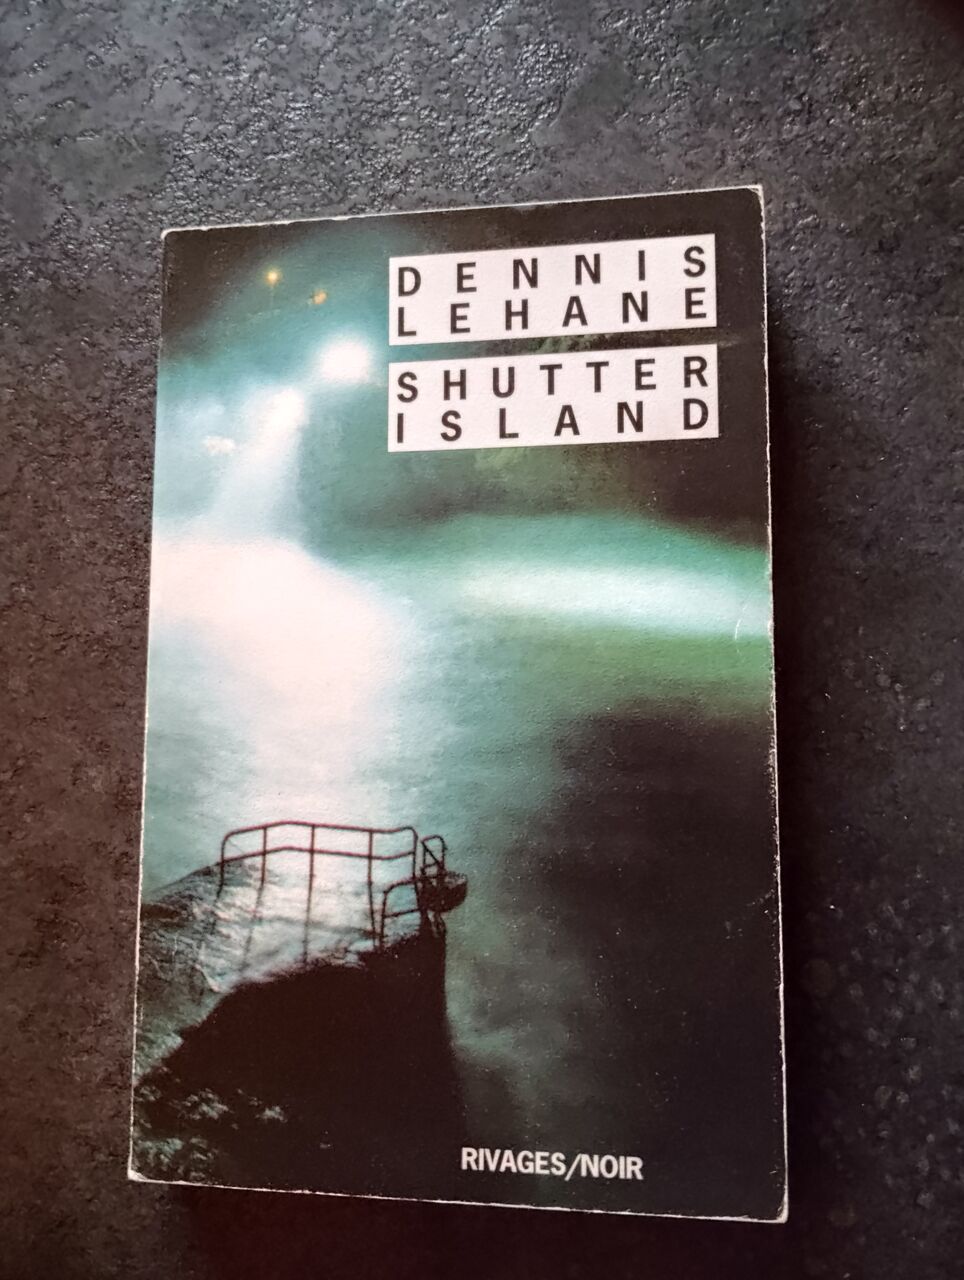 DENNIS
LEHANE
SHUTTER
ISLAND
RIVAGES/NOIR